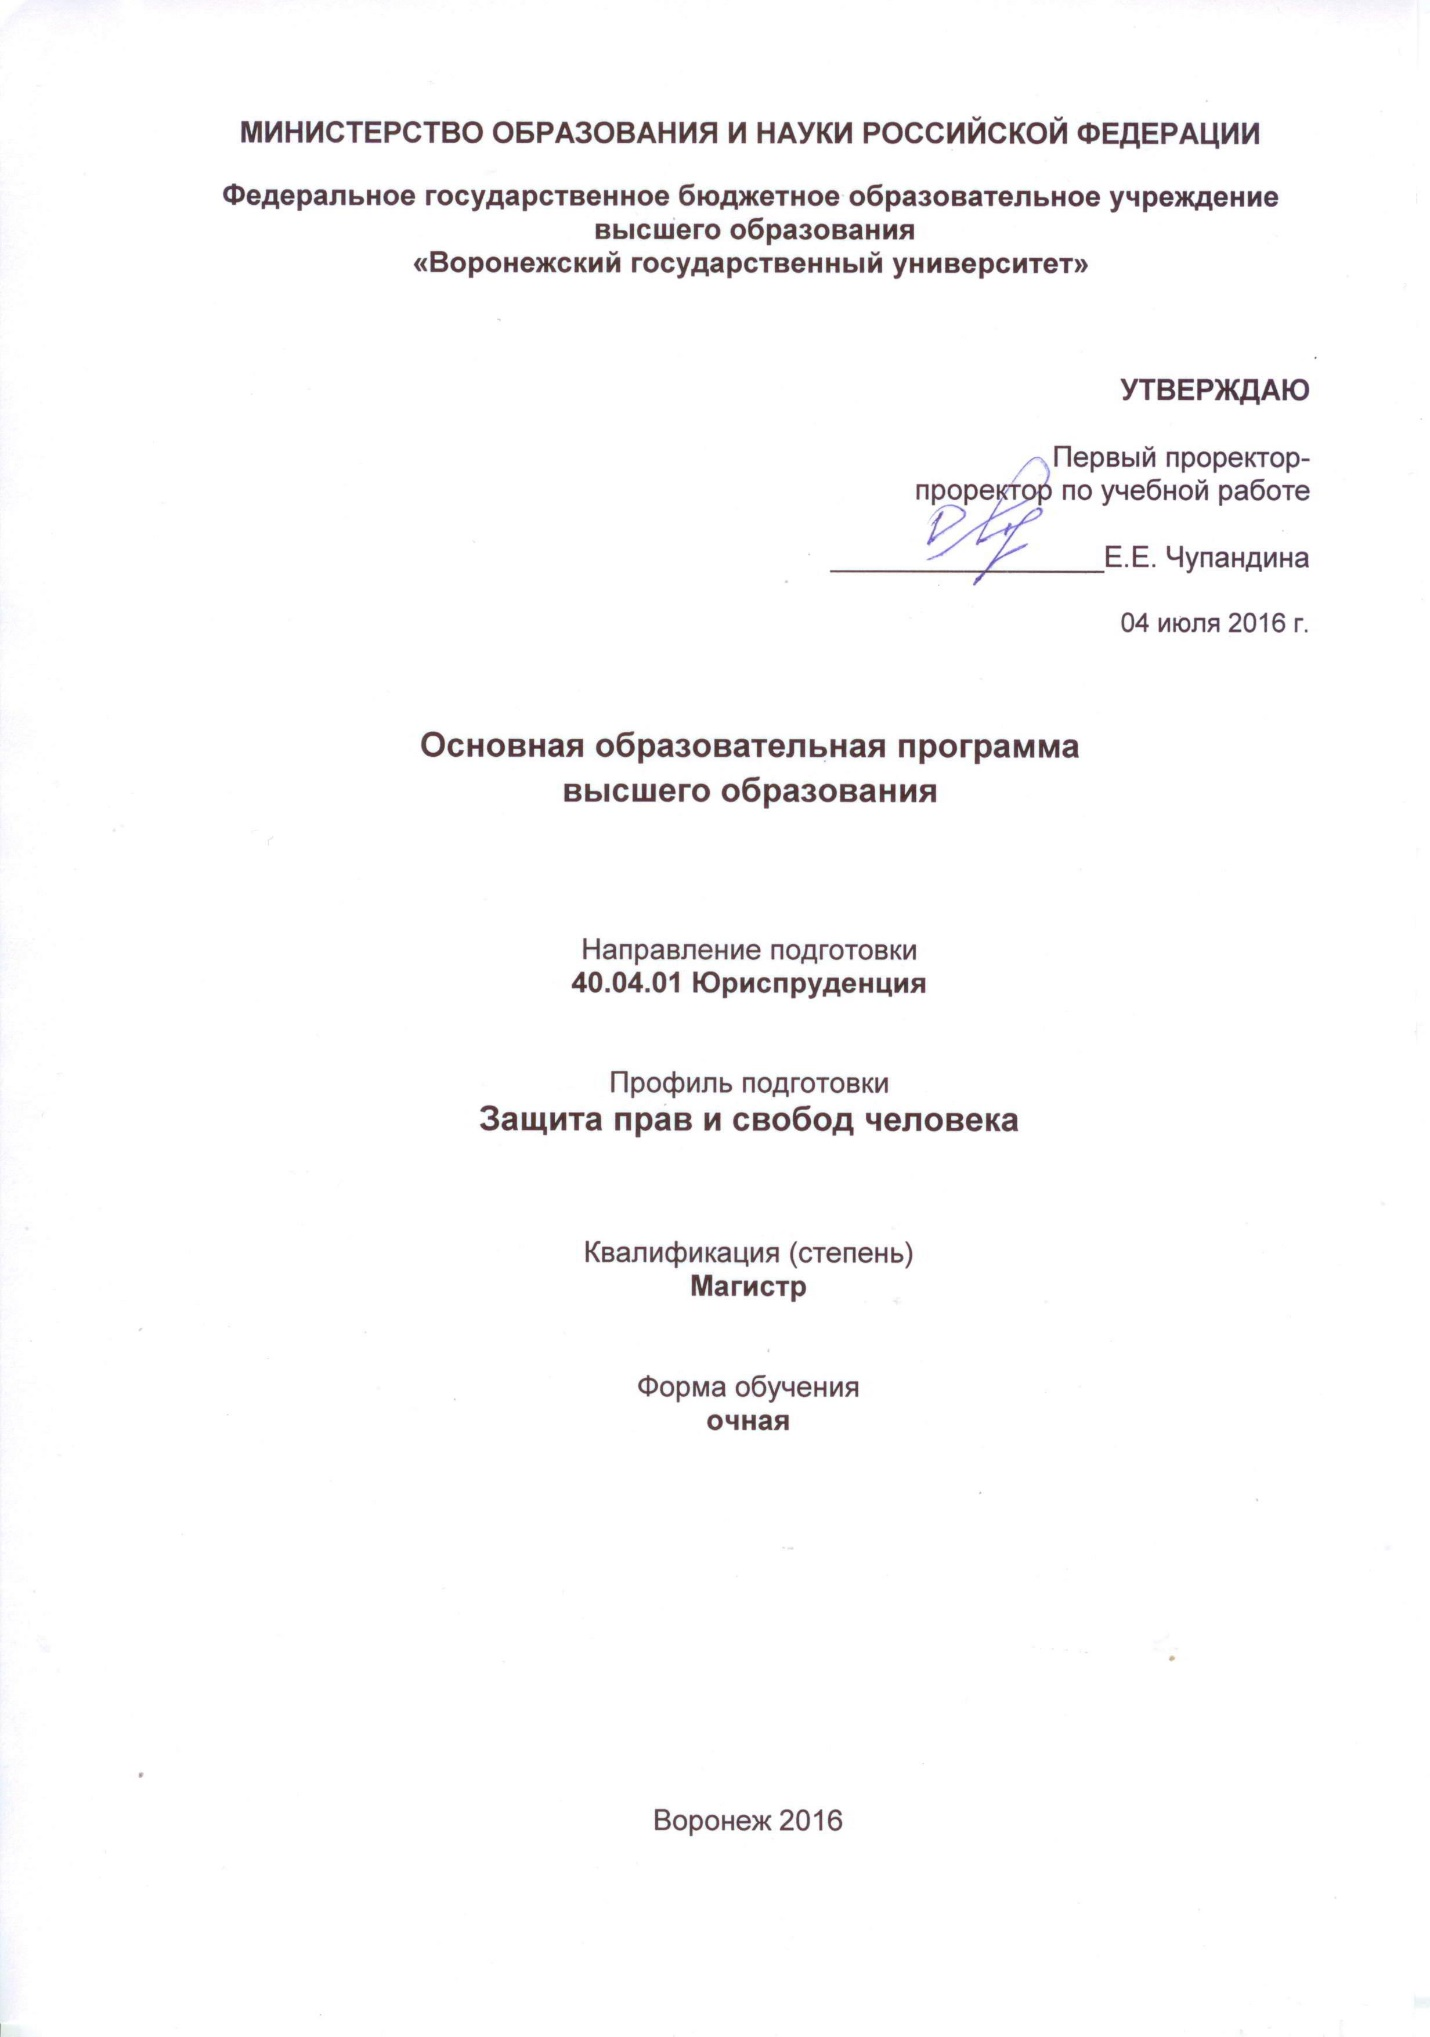 МИНИСТЕРСТВО ОБРАЗОВАНИЯ И НАУКИ РОССИЙСКОЙ ФЕДЕРАЦИИ
Федеральное государственное бюджетное образовательное учреждение
высшего образования
«Воронежский государственный университет»
УТВЕРЖДАЮ
Первый проректор-
проректор по учебной работе
Е.Е. Чупандина
04 июля 2016 г.
Основная образовательная программа
высшего образования
Направление подготовки
40.04.01 Юриспруденция
Профиль подготовки
Защита прав и свобод человека
Квалификация (степень)
Магистр
Форма обучения
очная
Воронеж 2016